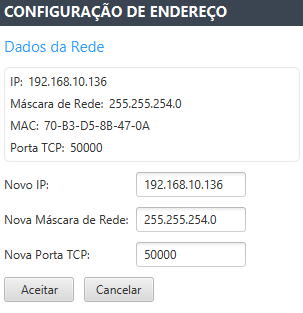 CONFIGURAÇÃO DE ENDEREÇO
Dados da Rede
IP: 192.168.10.136
Máscara de Rede: 255.255.254.0
MAC: 70-B3-D5-8B-47-0A
Porta TCP: 50000
Novo IP: 192.168.10.136
Nova Máscara de Rede: 255.255.254.0
Nova Porta TCP: 50000
Aceitar Cancelar